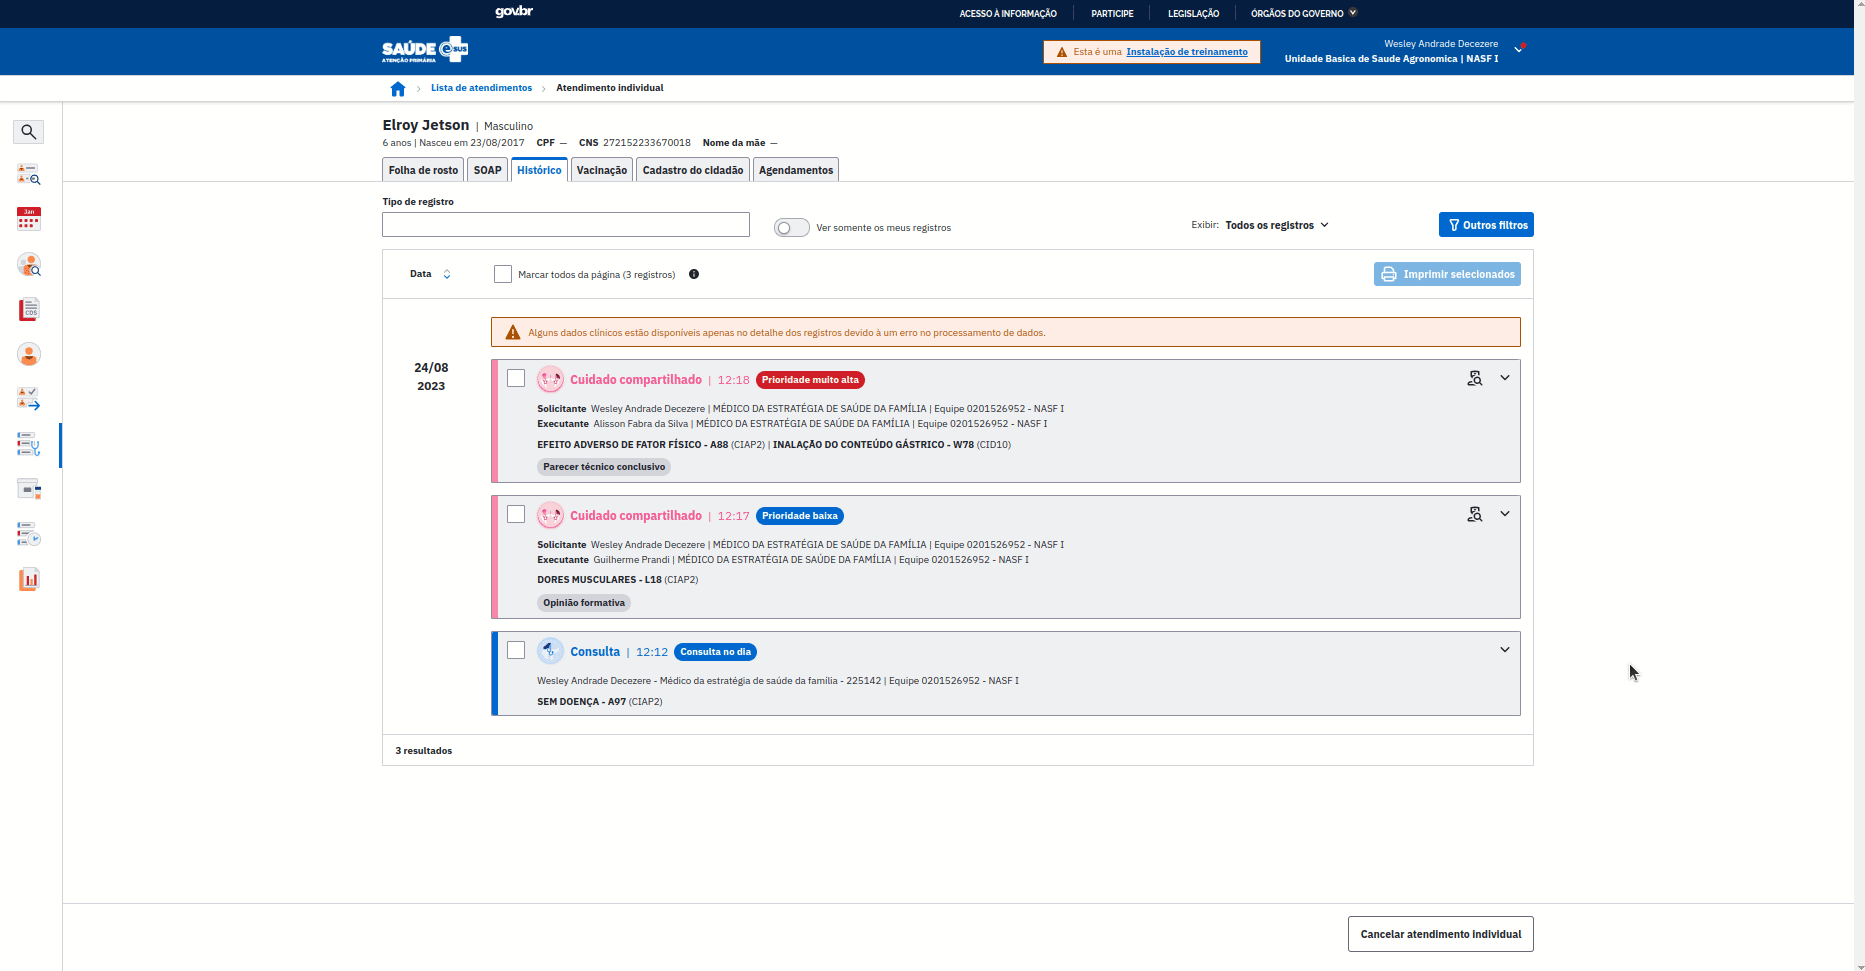 gov.br
ACESSO À INFORMAÇÃO PARTICIPE LEGISLAÇÃO ÓRGÃOS DO GOVERNO
SAÚDE e SUS
ATENÇÃO PRIMÁRIA
Esta é uma Instalação de treinamento
Wesley Andrade Decezere
Unidade Basica de Saude Agronomica | NASF I
Lista de atendimentos > Atendimento individual
Elroy Jetson | Masculino
6 anos | Nasceu em 23/08/2017 CPF — CNS 272152233670018 Nome da mãe —
Folha de rosto SOAP Histórico Vacinação Cadastro do cidadão Agendamentos
Tipo de registro
Ver somente os meus registros
Exibir: Todos os registros
Outros filtros
Data
Marcar todos da página (3 registros)
Imprimir selecionados
Alguns dados clínicos estão disponíveis apenas no detalhe dos registros devido à um erro no processamento de dados.
24/08
2023
Cuidado compartilhado | 12:18 Prioridade muito alta
Solicitante Wesley Andrade Decezere | MÉDICO DA ESTRATÉGIA DE SAÚDE DA FAMÍLIA | Equipe 0201526952 - NASF I
Executante Alisson Fabra da Silva | MÉDICO DA ESTRATÉGIA DE SAÚDE DA FAMÍLIA | Equipe 0201526952 - NASF I
EFEITO ADVERSO DE FATOR FÍSICO - A88 (CIAP2) | INALAÇÃO DO CONTEÚDO GÁSTRICO - W78 (CID10)
Parecer técnico conclusivo
Cuidado compartilhado | 12:17 Prioridade baixa
Solicitante Wesley Andrade Decezere | MÉDICO DA ESTRATÉGIA DE SAÚDE DA FAMÍLIA | Equipe 0201526952 - NASF I
Executante Guilherme Prandi | MÉDICO DA ESTRATÉGIA DE SAÚDE DA FAMÍLIA | Equipe 0201526952 - NASF I
DORES MUSCULARES - L18 (CIAP2)
Opinião formativa
Consulta | 12:12 Consulta no dia
Wesley Andrade Decezere - Médico da estratégia de saúde da família - 225142 | Equipe 0201526952 - NASF I
SEM DOENÇA - A97 (CIAP2)
3 resultados
Cancelar atendimento individual
Jan
CDS